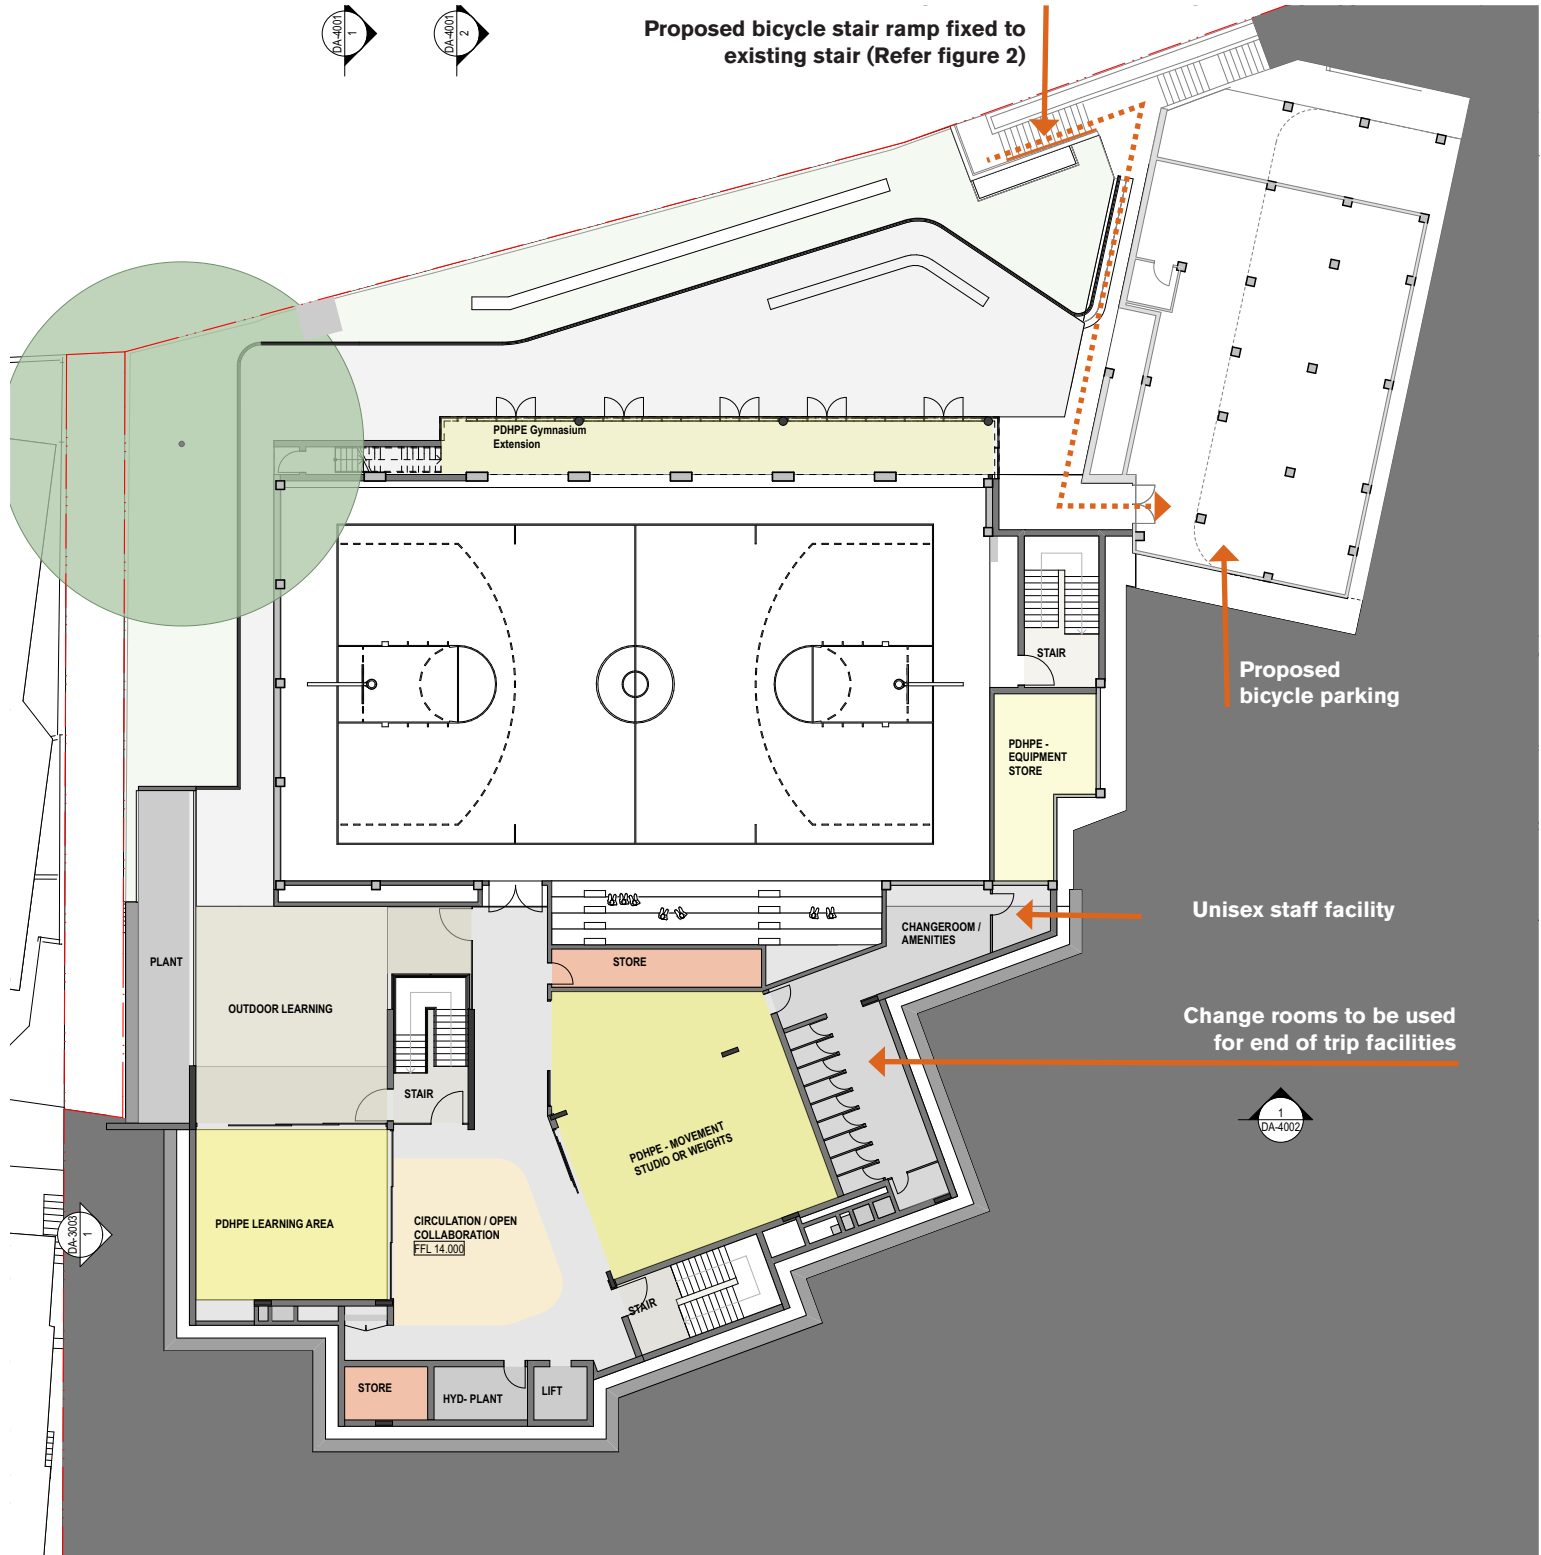 DA-4001
1
DA-4001
2
Proposed bicycle stair ramp fixed to
existing stair (Refer figure 2)
PDHPE Gymnasium
Extension
STAIR
Proposed
bicycle parking
PDHPE -
EQUIPMENT
STORE
Unisex staff facility
CHANGEROOM /
AMENITIES
PLANT
STORE
OUTDOOR LEARNING
Change rooms to be used
for end of trip facilities
STAIR
1
DA-4002
PDHPE - MOVEMENT
STUDIO OR WEIGHTS
PDHPE LEARNING AREA
CIRCULATION / OPEN
COLLABORATION
FFL 14.000
DA-3003
1
STAIR
STORE
HYD- PLANT
LIFT